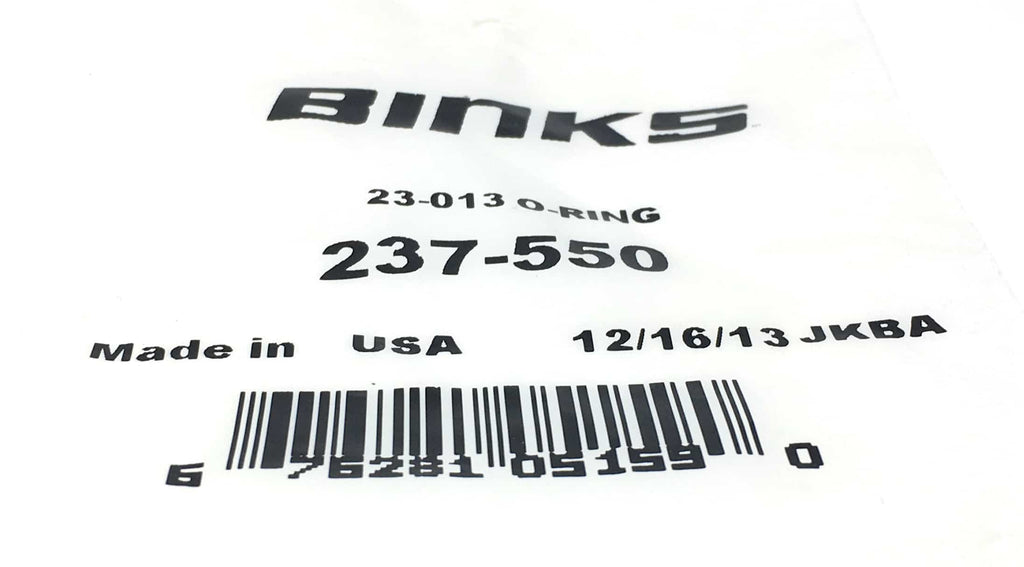 BINKS
23-013 O-RING
237-550
Made in USA 12/16/13 JKBA
6 76281 05159 0